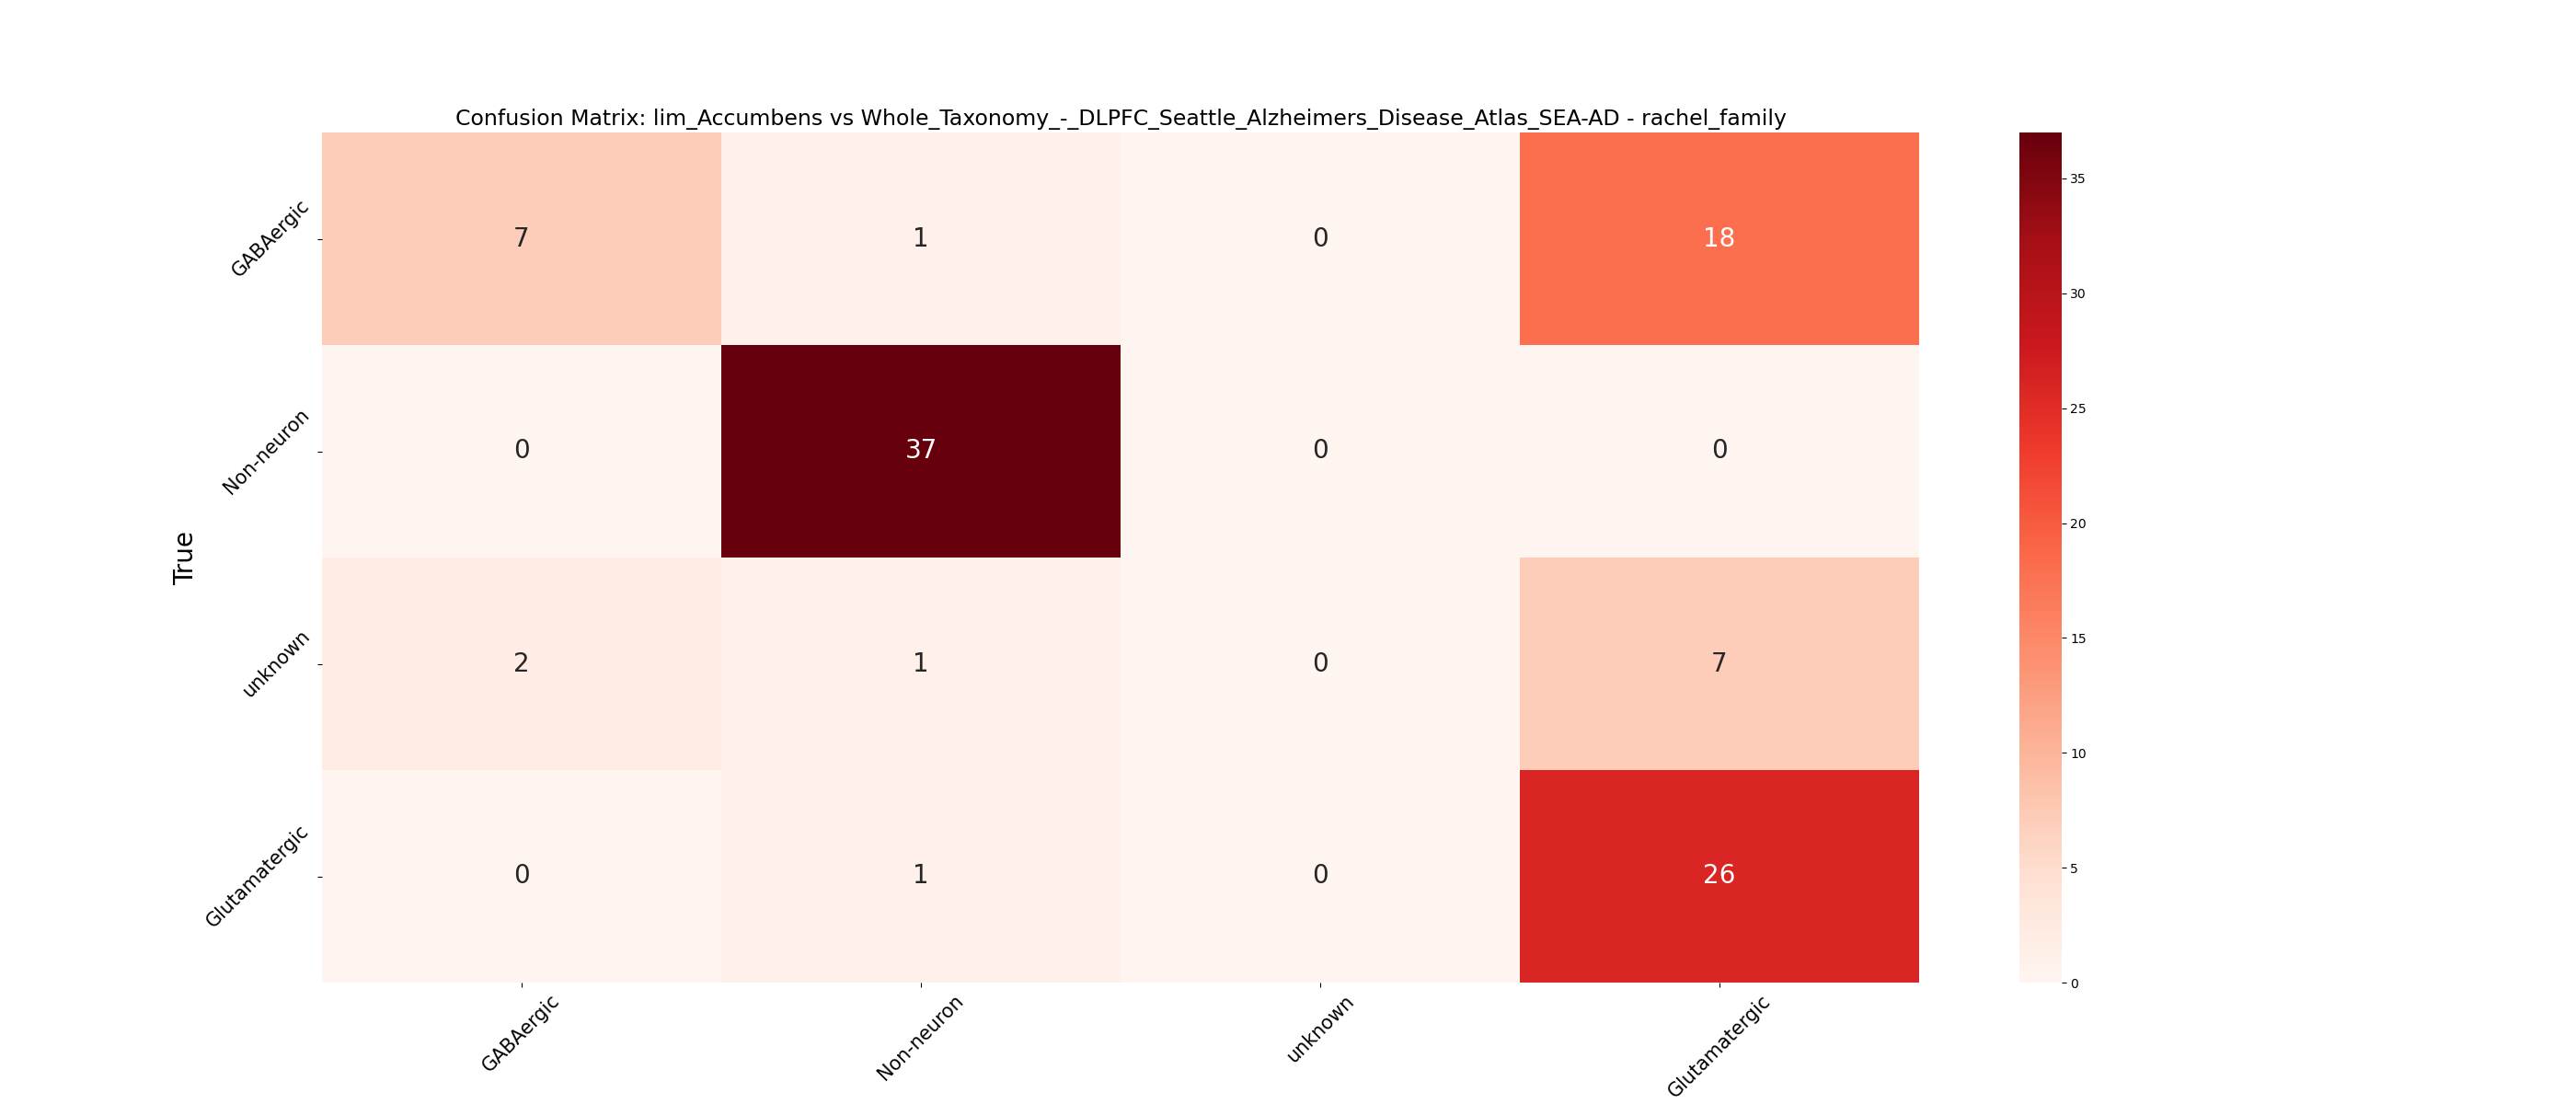 Confusion Matrix: lim_Accumbens vs Whole_Taxonomy_-_DLPFC_Seattle_Alzheimers_Disease_Atlas_SEA-AD - rachel_family
True
GABAergic
7 1 0 18
Non-neuron
0 37 0 0
unknown
2 1 0 7
Glutamatergic
0 1 0 26
GABAergic Non-neuron unknown Glutamatergic
35
30
25
20
15
10
5
0